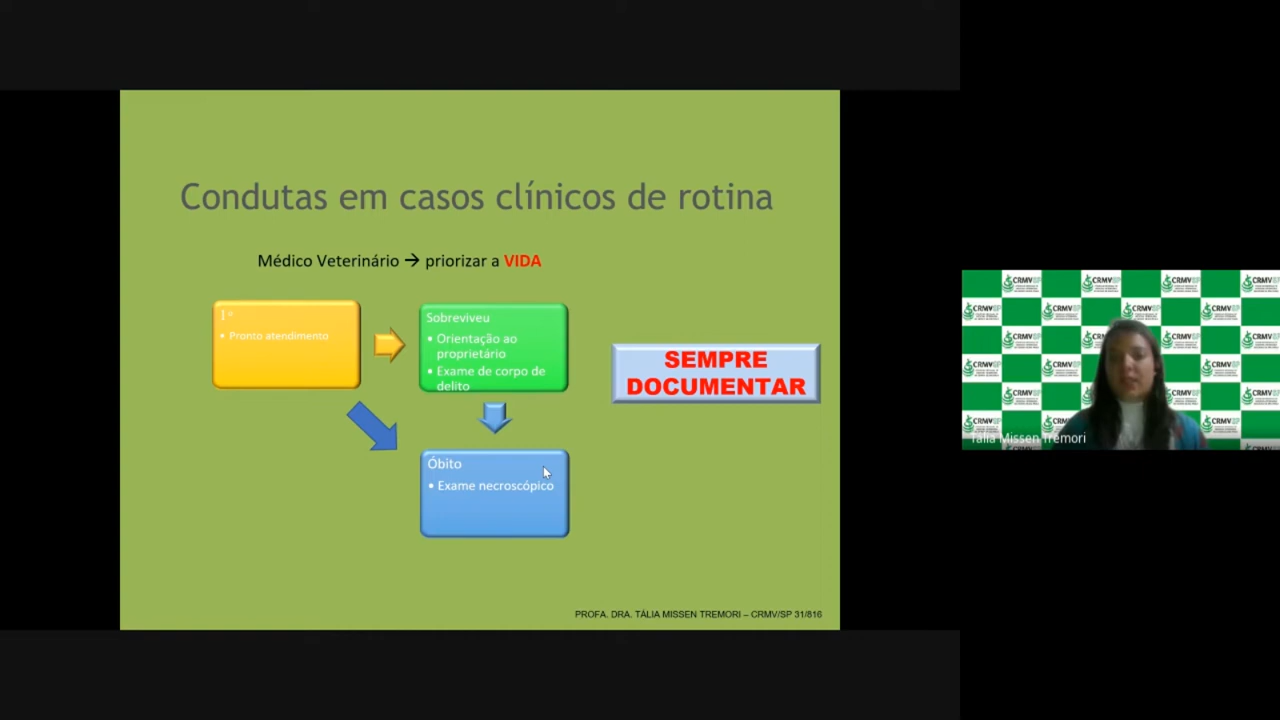 Condutas em casos clínicos de rotina
Médico Veterinário → priorizar a VIDA
1º
• Pronto atendimento
Sobreviveu
• Orientação ao
proprietário
• Exame de corpo de
delito
SEMPRE
DOCUMENTAR
Óbito
• Exame necroscópico
PROFA. DRA. TÁLIA MISSEN TREMORI – CRMV/SP 31/816
CRMVSP
Tália Missen Tremori